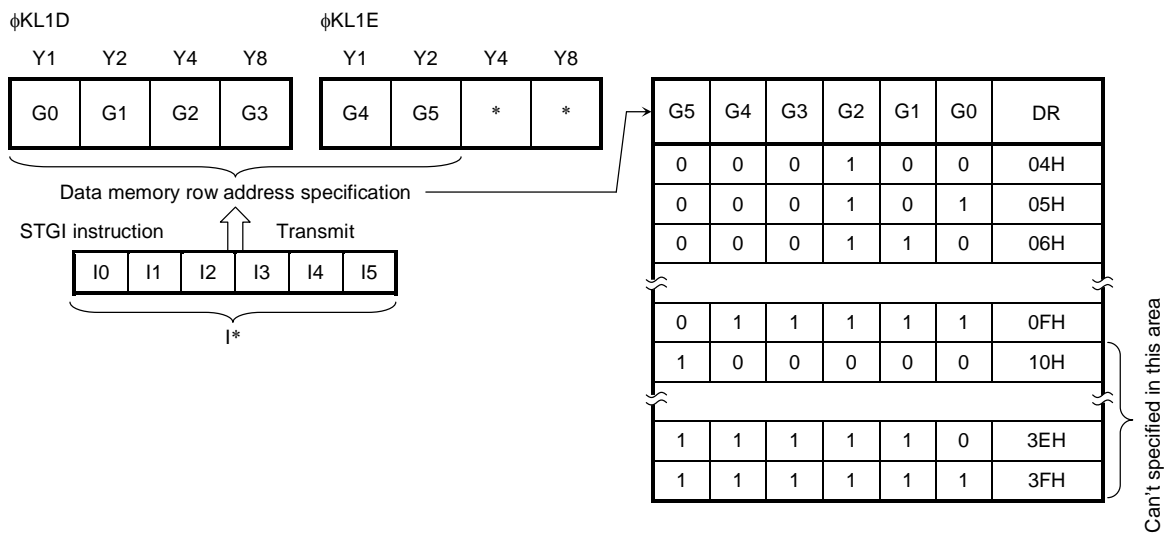 φKL1D
Y1 Y2 Y4 Y8
G0 G1 G2 G3
φKL1E
Y1 Y2 Y4 Y8
G4 G5 * *
Data memory row address specification
STGI instruction
Transmit
I0 I1 I2 I3 I4 I5
I*
G5 G4 G3 G2 G1 G0 DR
0 0 0 1 0 0 04H
0 0 0 1 0 1 05H
0 0 0 1 1 0 06H
0 1 1 1 1 1 0FH
1 0 0 0 0 0 10H
1 1 1 1 1 0 3EH
1 1 1 1 1 1 3FH
Can't specified in this area